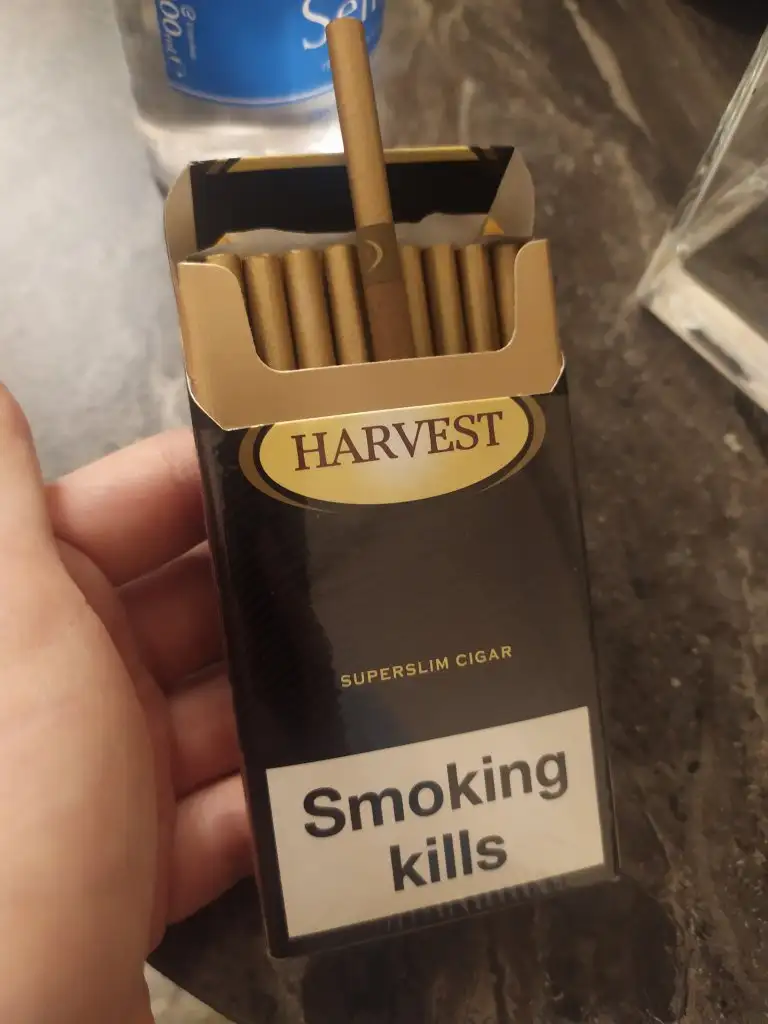 HARVEST
SUPERSLIM CIGAR
Smoking
kills